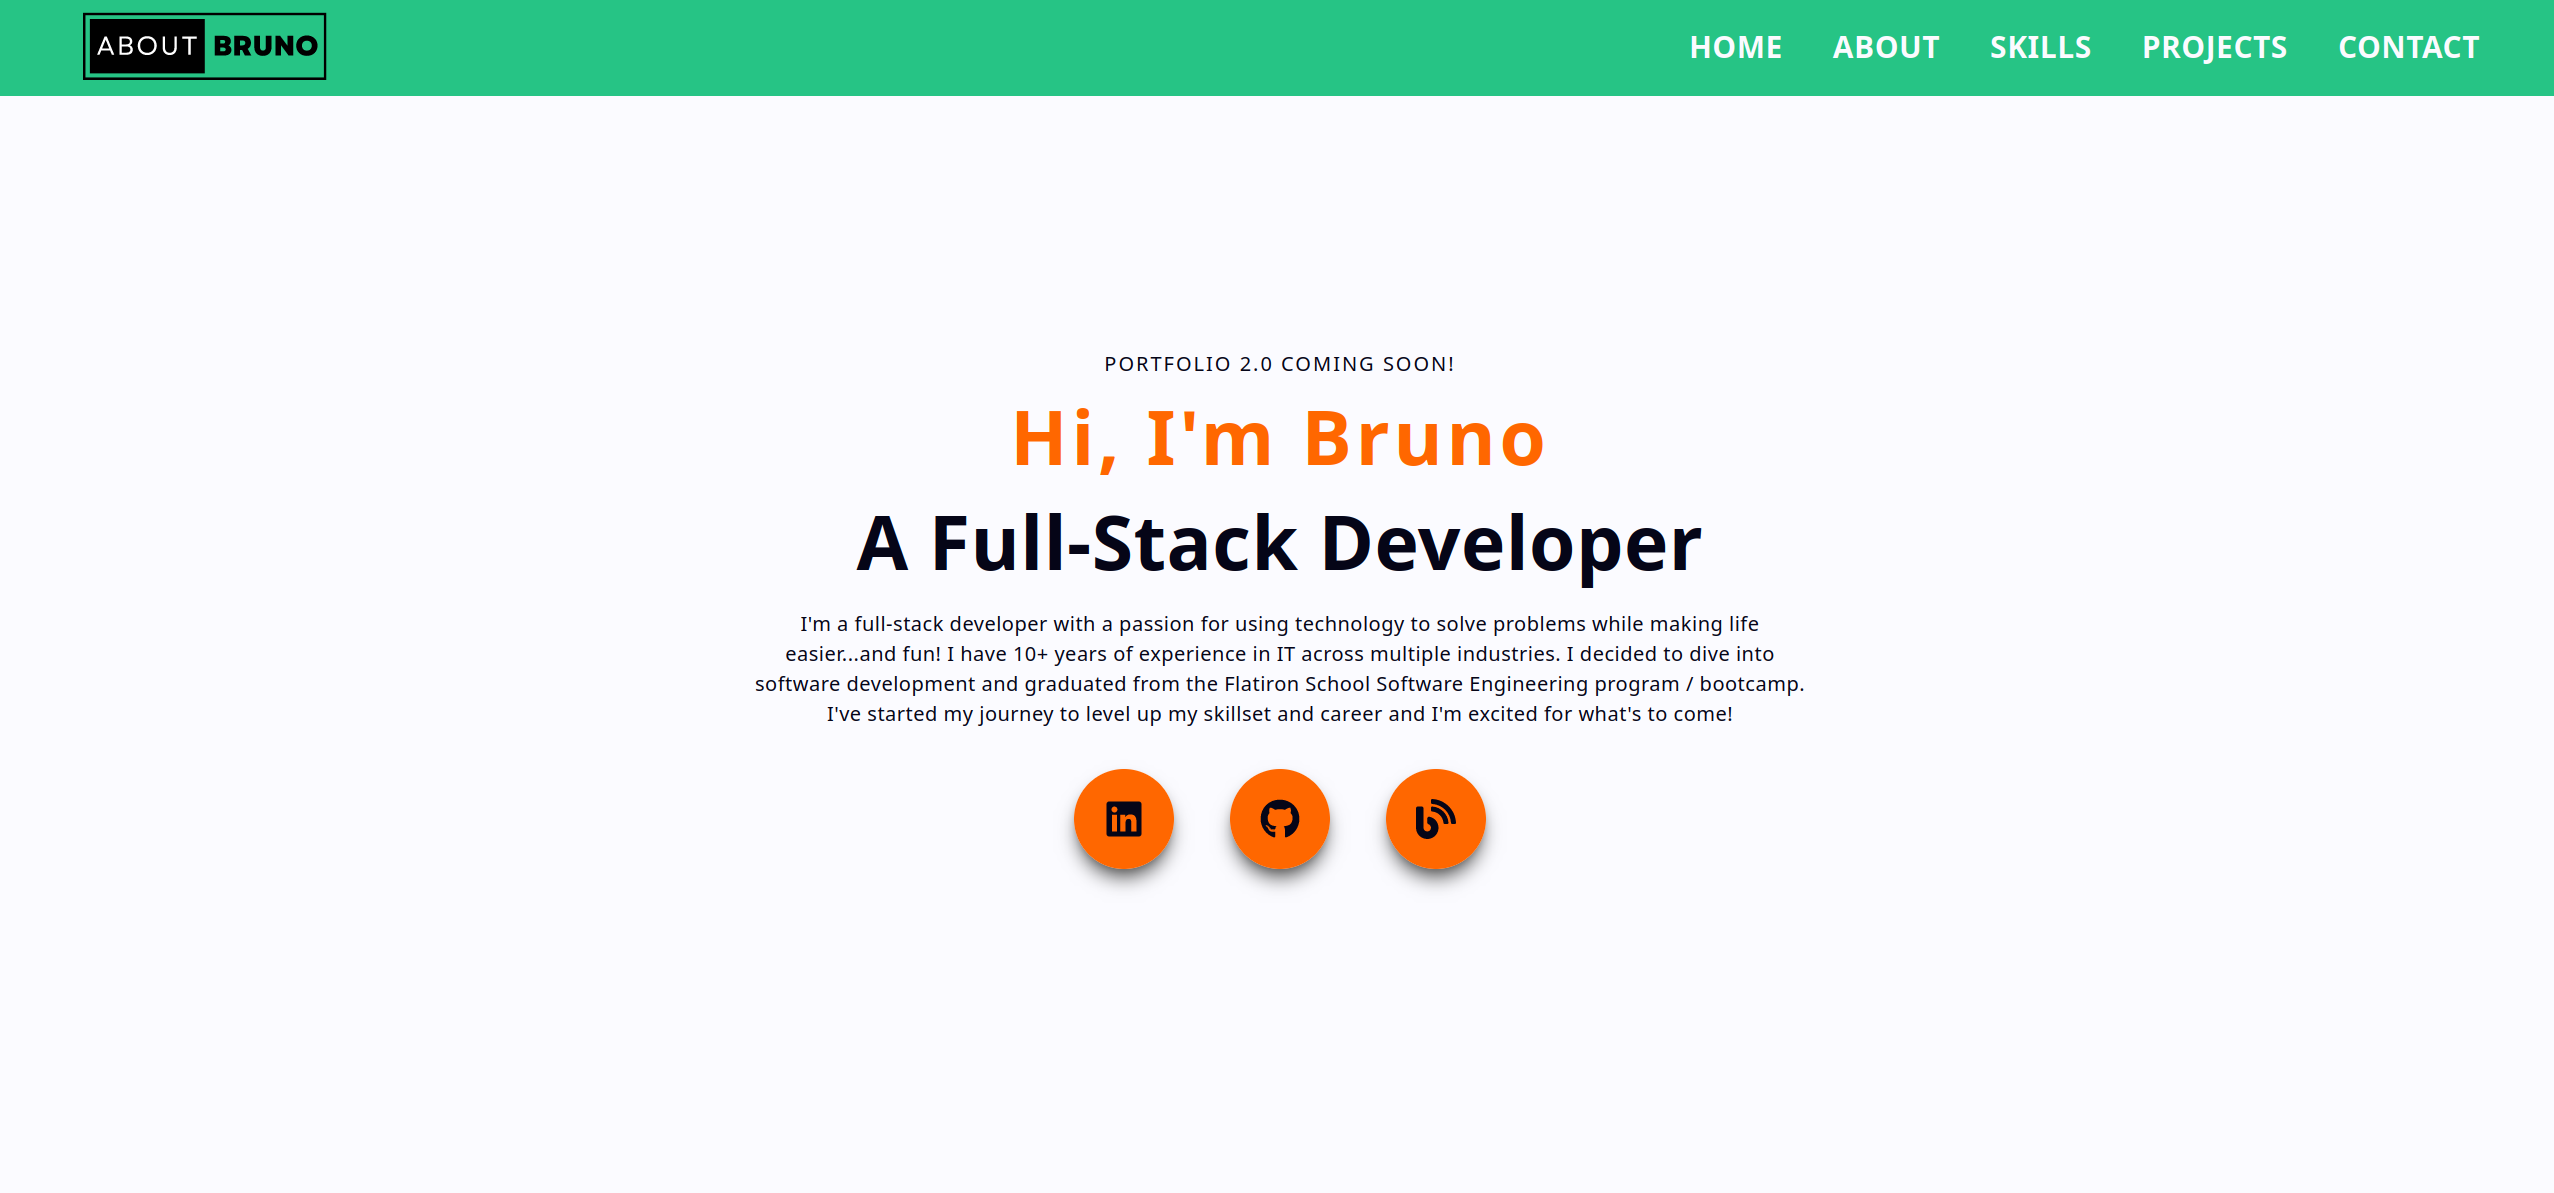 ABOUT BRUNO
HOME ABOUT SKILLS PROJECTS CONTACT
PORTFOLIO 2.0 COMING SOON!
Hi, I'm Bruno
A Full-Stack Developer
I'm a full-stack developer with a passion for using technology to solve problems while making life
easier...and fun! I have 10+ years of experience in IT across multiple industries. I decided to dive into
software development and graduated from the Flatiron School Software Engineering program / bootcamp.
I've started my journey to level up my skillset and career and I'm excited for what's to come!
in